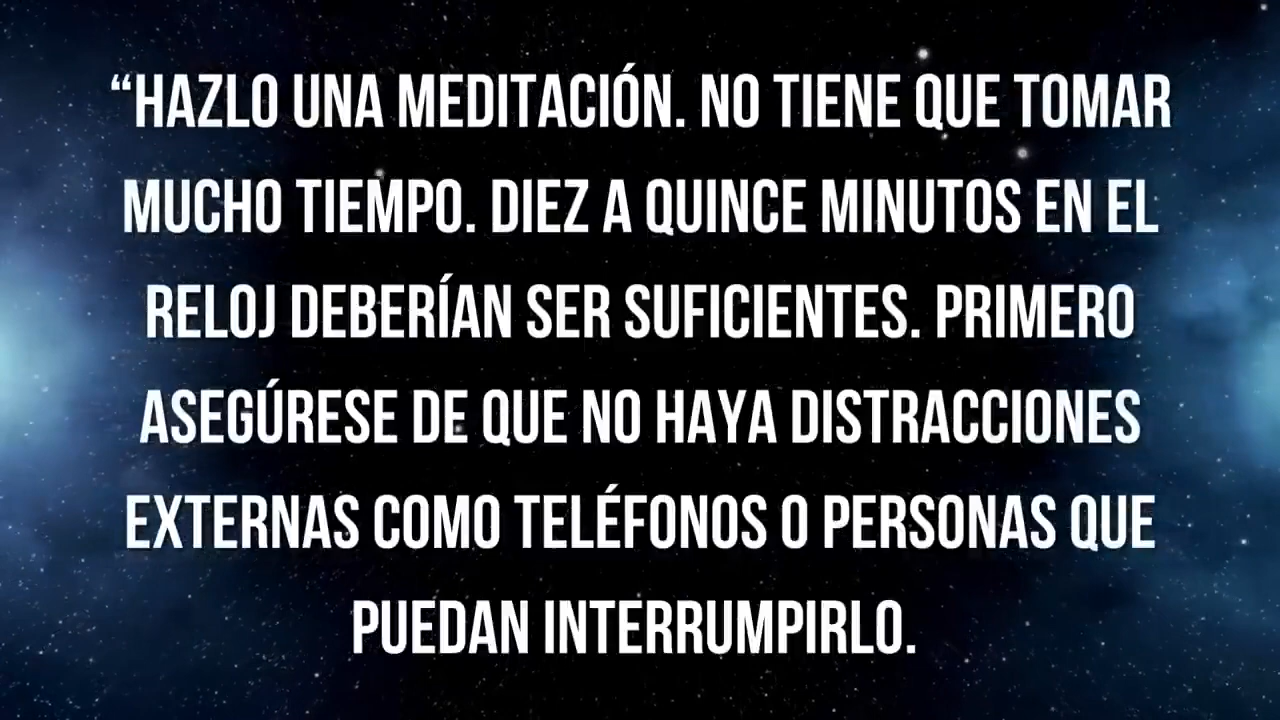 “HAZLO UNA MEDITACIÓN. NO TIENE QUE TOMAR
MUCHO TIEMPO. DIEZ A QUINCE MINUTOS EN EL
RELOJ DEBERÍAN SER SUFICIENTES. PRIMERO
ASEGÚRESE DE QUE NO HAYA DISTRACCIONES
EXTERNAS COMO TELÉFONOS O PERSONAS QUE
PUEDAN INTERRUMPIRLO.